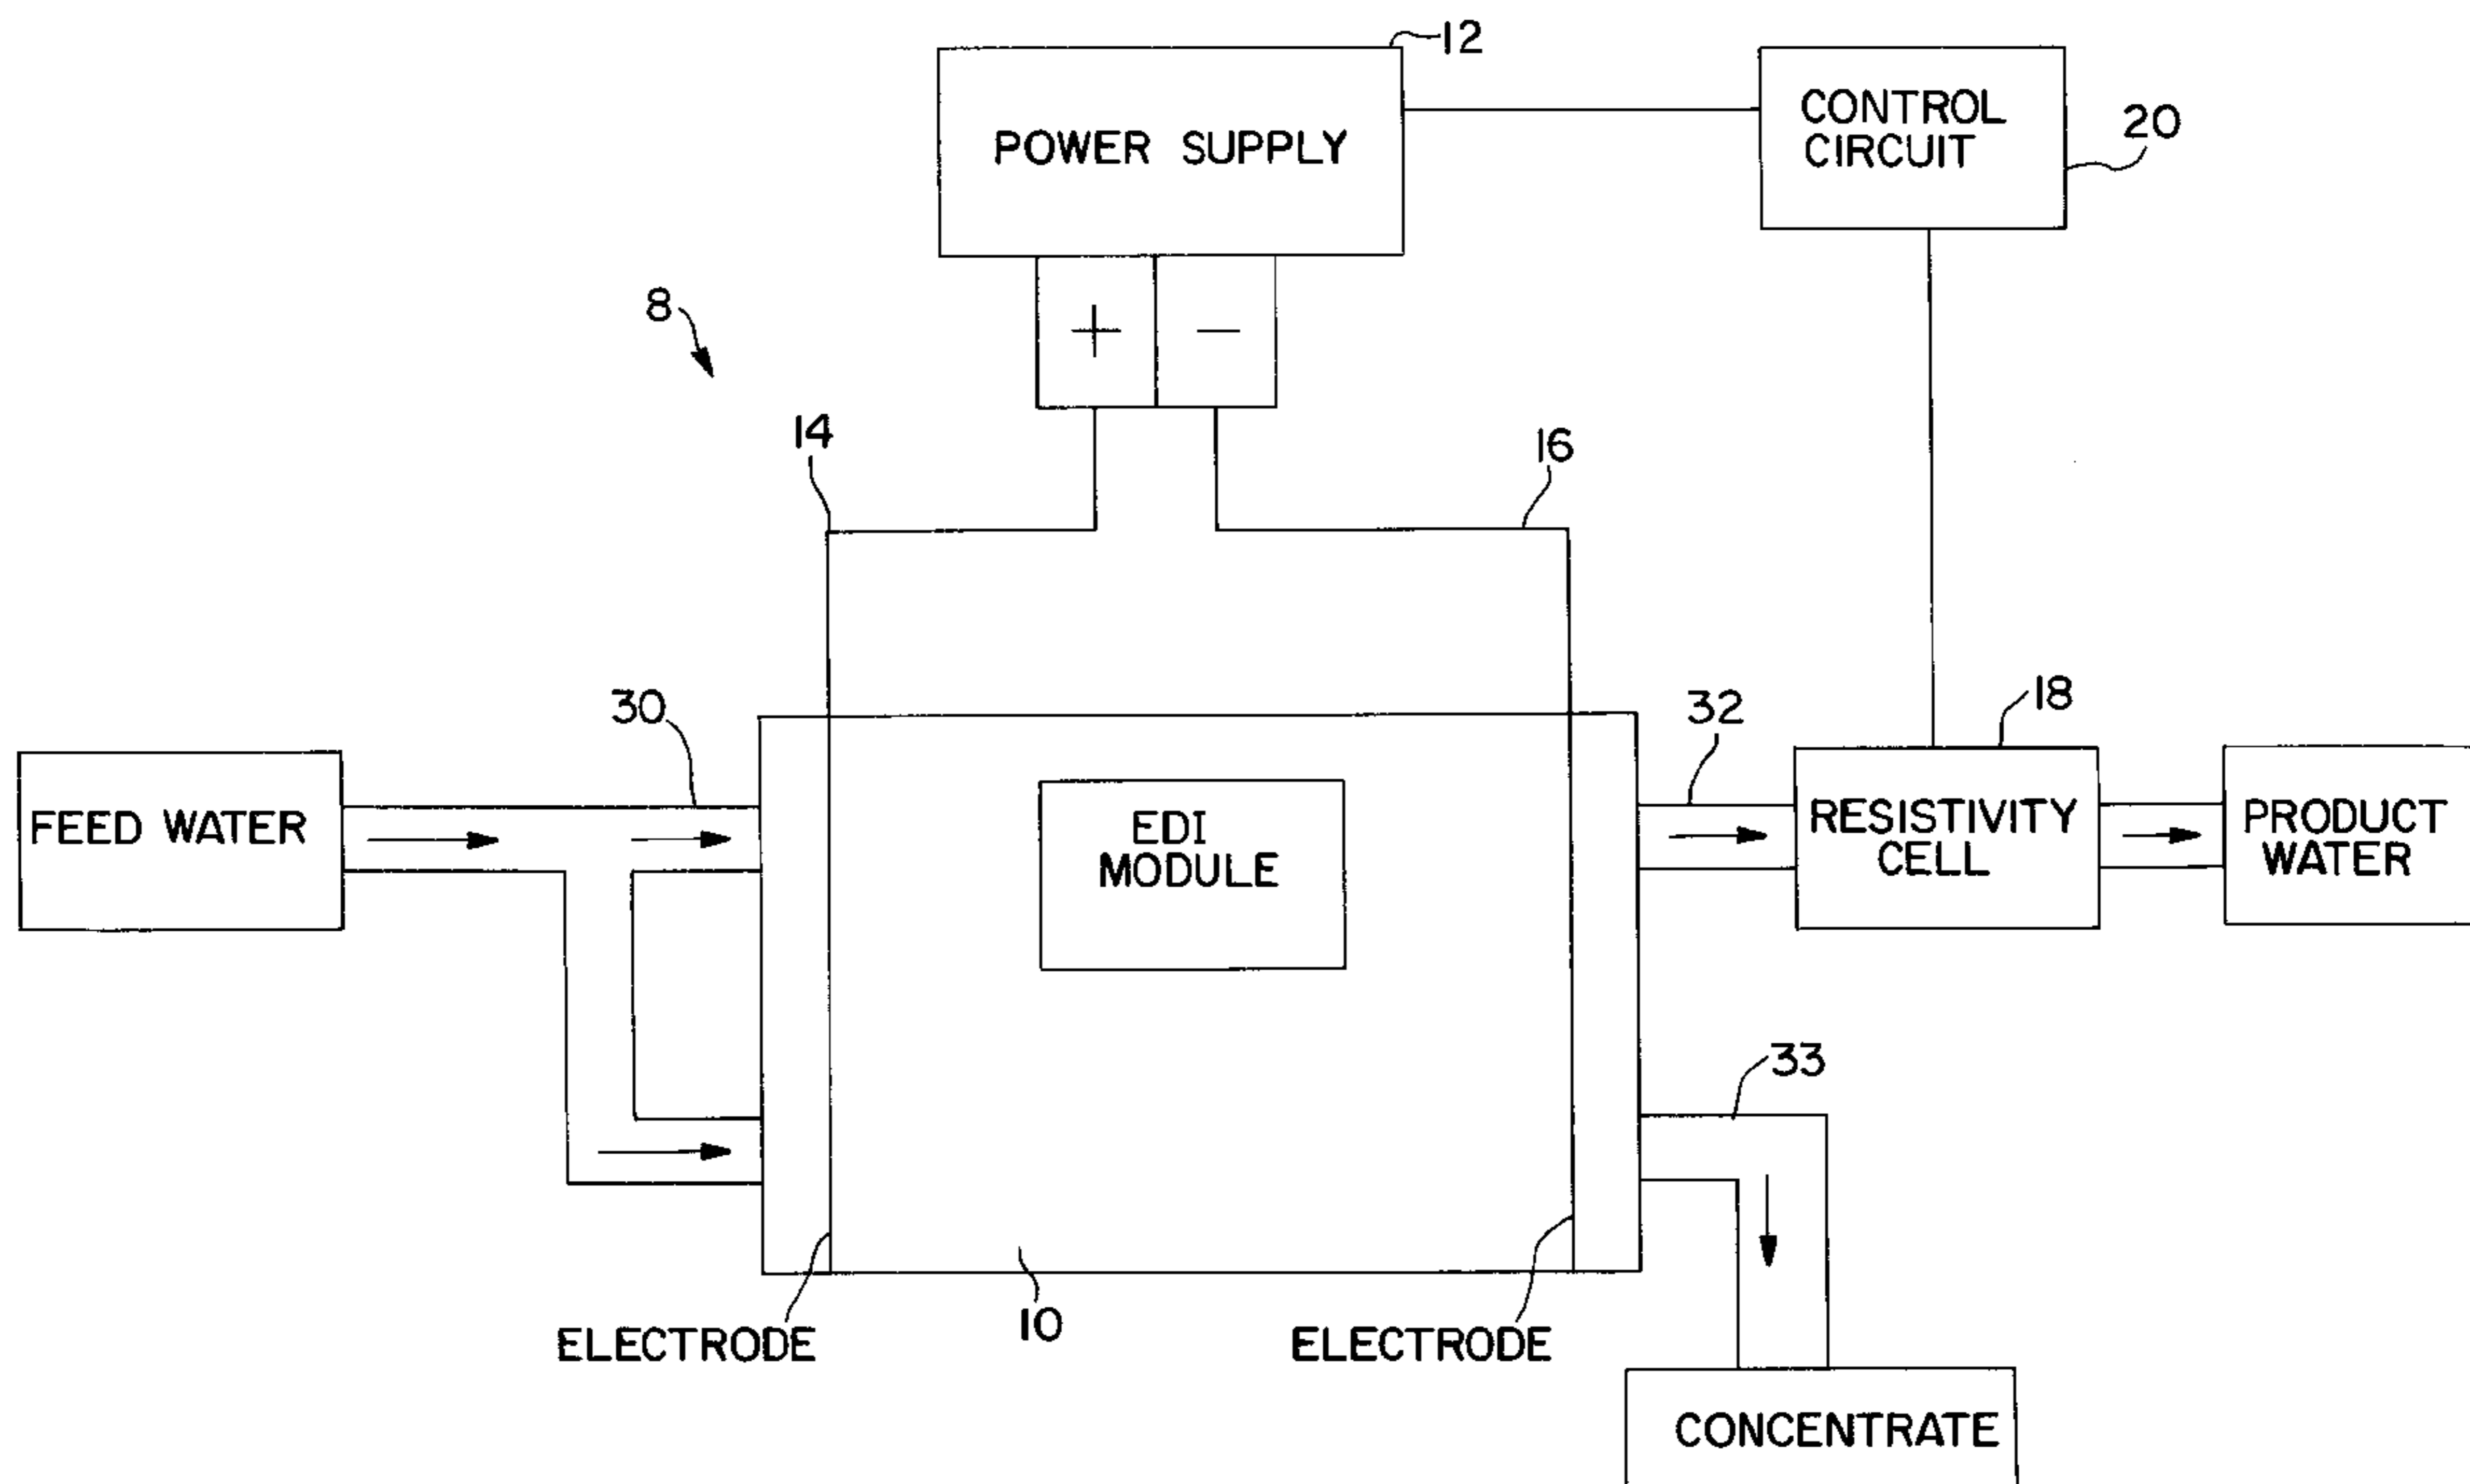 12
POWER SUPPLY
CONTROL
CIRCUIT
20
8
+
−
14
16
30
32
18
FEED WATER
EDI
MODULE
RESISTIVITY
CELL
PRODUCT
WATER
33
ELECTRODE
10
ELECTRODE
CONCENTRATE